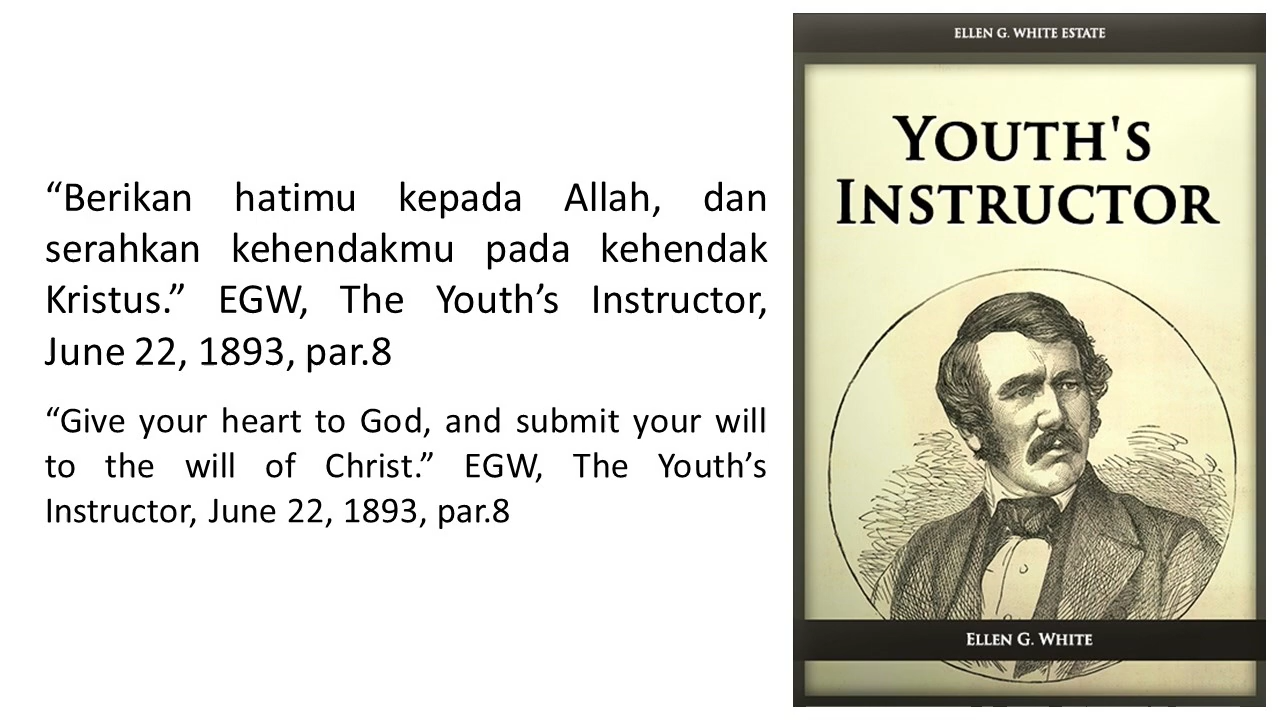 “Berikan hatimu kepada Allah, dan
serahkan kehendakmu pada kehendak
Kristus.” EGW, The Youth’s Instructor,
June 22, 1893, par.8
“Give your heart to God, and submit your will
to the will of Christ.” EGW, The Youth’s
Instructor, June 22, 1893, par.8
ELLEN G. WHITE ESTATE
YOUTH'S
INSTRUCTOR
ELLEN G. WHITE